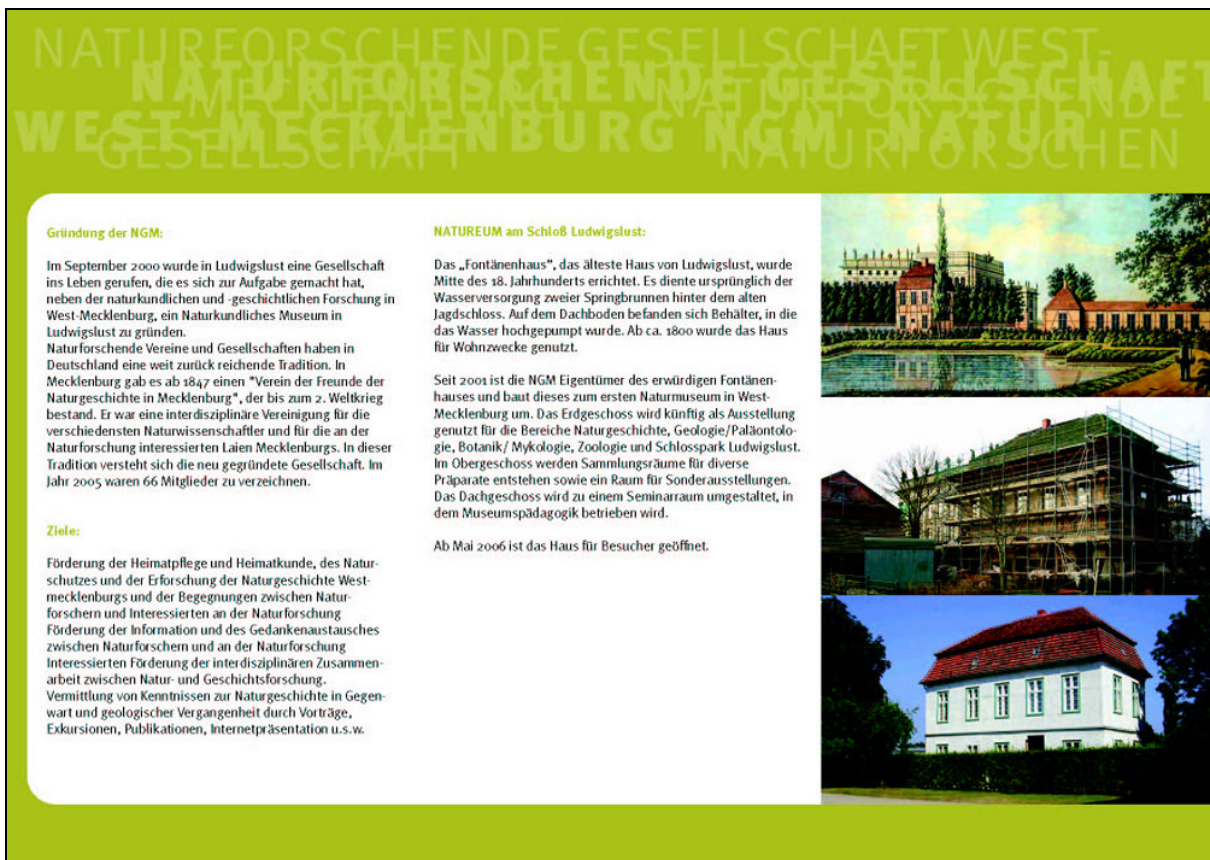 NATURFORSCHENDE GESELLSCHAFT WEST-
NATURFORSCHENDE GESELLSCHAFT
MECKLENBURG NATURFORSCHENDE
WEST-MECKLENBURG NGM NATUR
GESELLSCHAFT NATURFORSCHEN
Gründung der NGM:
Im September 2000 wurde in Ludwigslust eine Gesellschaft
ins Leben gerufen, die es sich zur Aufgabe gemacht hat,
neben der naturkundlichen und -geschichtlichen Forschung in
West-Mecklenburg, ein Naturkundliches Museum in
Ludwigslust zu gründen.
Naturforschende Vereine und Gesellschaften haben in
Deutschland eine weit zurück reichende Tradition. In
Mecklenburg gab es ab 1847 einen "Verein der Freunde der
Naturgeschichte in Mecklenburg", der bis zum 2. Weltkrieg
bestand. Er war eine interdisziplinäre Vereinigung für die
verschiedensten Naturwissenschaftler und für die an der
Naturforschung interessierten Laien Mecklenburgs. In dieser
Tradition versteht sich die neu gegründete Gesellschaft. Im
Jahr 2005 waren 66 Mitglieder zu verzeichnen.
Ziele:
Förderung der Heimatpflege und Heimatkunde, des Natur-
schutzes und der Erforschung der Naturgeschichte West-
mecklenburgs und der Begegnungen zwischen Natur-
forschern und Interessierten an der Naturforschung
Förderung der Information und des Gedankenaustausches
zwischen Naturforschern und an der Naturforschung
Interessierten Förderung der interdisziplinären Zusammen-
arbeit zwischen Natur- und Geschichtsforschung.
Vermittlung von Kenntnissen zur Naturgeschichte in Gegen-
wart und geologischer Vergangenheit durch Vorträge,
Exkursionen, Publikationen, Internetpräsentation u.s.w.
NATUREUM am Schloß Ludwigslust:
Das „Fontänenhaus", das älteste Haus von Ludwigslust, wurde
Mitte des 18. Jahrhunderts errichtet. Es diente ursprünglich der
Wasserversorgung zweier Springbrunnen hinter dem alten
Jagdschloss. Auf dem Dachboden befanden sich Behälter, in die
das Wasser hochgepumpt wurde. Ab ca. 1800 wurde das Haus
für Wohnzwecke genutzt.
Seit 2001 ist die NGM Eigentümer des erwürdigen Fontänen-
hauses und baut dieses zum ersten Naturmuseum in West-
Mecklenburg um. Das Erdgeschoss wird künftig als Ausstellung
genutzt für die Bereiche Naturgeschichte, Geologie/Paläontolo-
gie, Botanik/ Mykologie, Zoologie und Schlosspark Ludwigslust.
Im Obergeschoss werden Sammlungsräume für diverse
Präparate entstehen sowie ein Raum für Sonderausstellungen.
Das Dachgeschoss wird zu einem Seminarraum umgestaltet, in
dem Museumspädagogik betrieben wird.
Ab Mai 2006 ist das Haus für Besucher geöffnet.